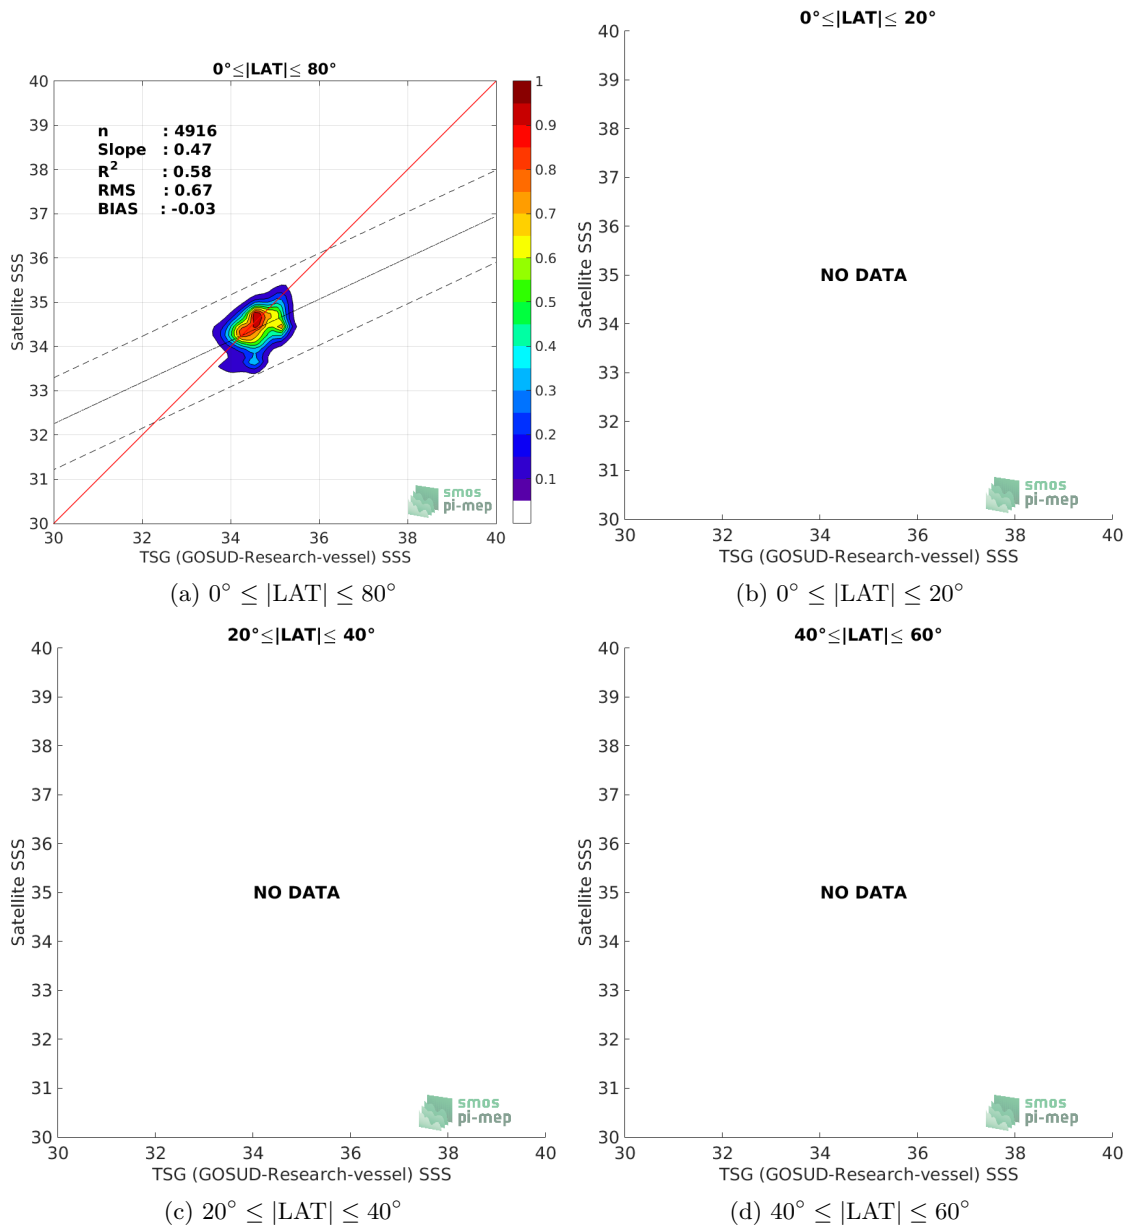 0°≤|LAT|≤ 80°
40
39
38
37
36
35
34
33
32
31
30
Satellite SSS
n : 4916
Slope : 0.47
R² : 0.58
RMS : 0.67
BIAS : -0.03
1
0.9
0.8
0.7
0.6
0.5
0.4
0.3
0.2
0.1
smos
pi-mep
30 32 34 36 38 40
TSG (GOSUD-Research-vessel) SSS
(a) 0° ≤ |LAT| ≤ 80°
0°≤|LAT|≤ 20°
40
39
38
37
36
35
34
33
32
31
30
Satellite SSS
NO DATA
smos
pi-mep
30 32 34 36 38 40
TSG (GOSUD-Research-vessel) SSS
(b) 0° ≤ |LAT| ≤ 20°
20°≤|LAT|≤ 40°
40
39
38
37
36
35
34
33
32
31
30
Satellite SSS
NO DATA
smos
pi-mep
30 32 34 36 38 40
TSG (GOSUD-Research-vessel) SSS
(c) 20° ≤ |LAT| ≤ 40°
40°≤|LAT|≤ 60°
40
39
38
37
36
35
34
33
32
31
30
Satellite SSS
NO DATA
smos
pi-mep
30 32 34 36 38 40
TSG (GOSUD-Research-vessel) SSS
(d) 40° ≤ |LAT| ≤ 60°